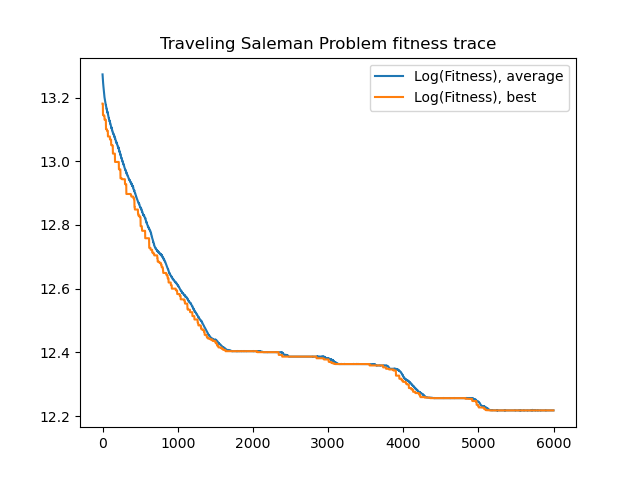 Traveling Saleman Problem fitness trace
Log(Fitness), average
Log(Fitness), best
13.2
13.0
12.8
12.6
12.4
12.2
0 1000 2000 3000 4000 5000 6000